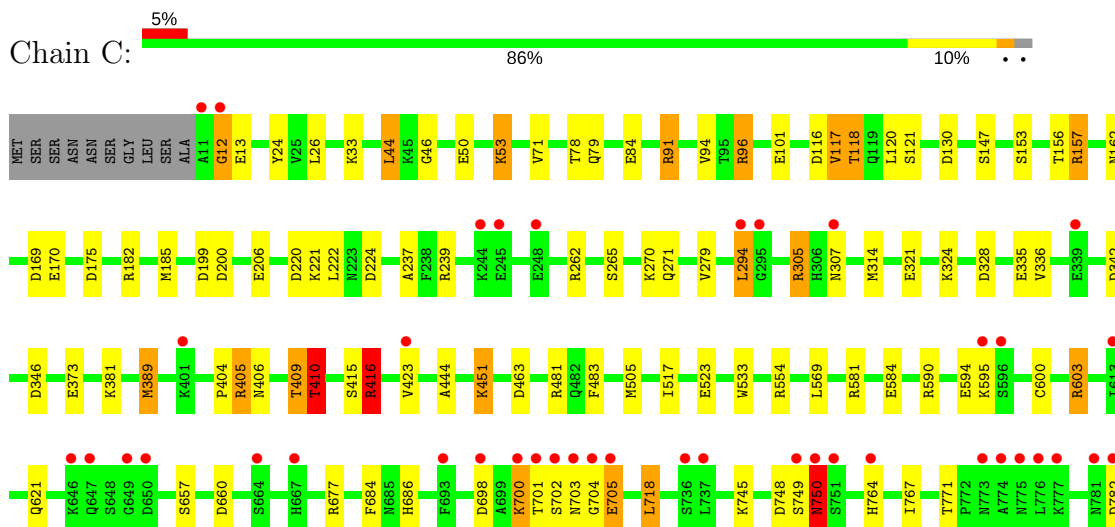 5%
Chain C:
86% 10% • •
MET SER SER ASN ASN SER GLY LEU SER ALA A11 G12 E13 Y24 V25 L26 K33 L44 K45 G46 E50 K53 V71 T78 Q79 E84 R91 V94 T95 R96 E101 D116 V117 T118 Q119 L120 S121 D130 S147 S153 T156 R157
D169 E170 D175 R182 M185 D199 D200 E206 D220 K221 L222 N223 D224 A237 F238 R239 K244 E245 E248 R262 S265 K270 Q271 V279 L294 G295 R305 H306 N307 M314 E321 K324 D328 E335 V336 E339 D342
D346 E373 K381 M389 K401 P404 R405 N406 T409 T410 S415 R416 V423 A444 K451 D463 R481 Q482 F483 M505 I517 E523 W533 R554 L569 R581 E584 R590 E594 K595 S596 C600 R603 I613
Q621 K646 Q647 S648 G649 D650 S657 D660 S664 H667 R677 F684 N685 H686 F693 D698 A699 K700 T701 S702 N703 G704 E705 L718 S736 L737 K745 D748 S749 N750 S751 H764 I767 T771 P772 N773 A774 N775 L776 K777 N781